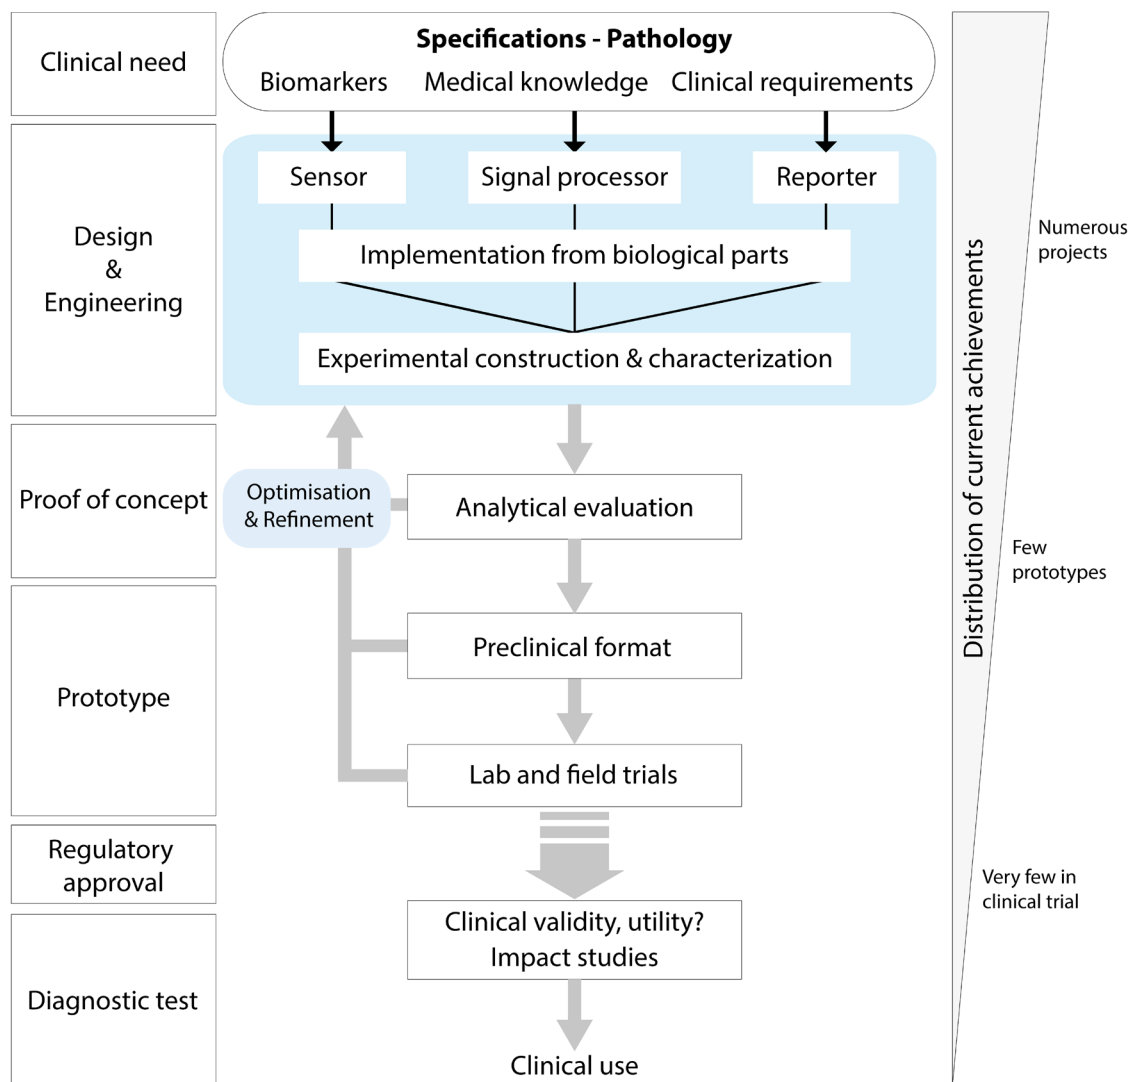 Clinical need
Specifications - Pathology
Biomarkers Medical knowledge Clinical requirements
Design
&
Engineering
Sensor Signal processor Reporter
Implementation from biological parts
Experimental construction & characterization
Proof of concept
Optimisation
& Refinement
Analytical evaluation
Prototype
Preclinical format
Lab and field trials
Regulatory
approval
Diagnostic test
Clinical validity, utility?
Impact studies
Clinical use
Distribution of current achievements
Numerous
projects
Few
prototypes
Very few in
clinical trial